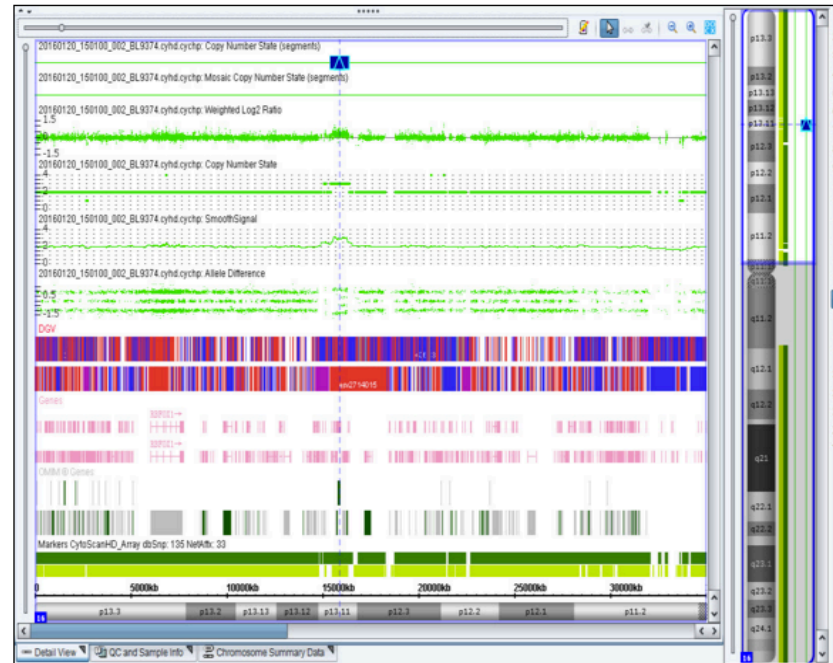 20160120_150100_002_BL9374.cyhd.cychp: Copy Number State (segments)
20160120_150100_002_BL9374.cyhd.cychp: Mosaic Copy Number State (segments)
20160120_150100_002_BL9374.cyhd.cychp: Weighted Log2 Ratio
1.5
0
-1.5
20160120_150100_002_BL9374.cyhd.cychp: Copy Number State
4
2
0
20160120_150100_002_BL9374.cyhd.cychp: SmoothSignal
4
2
0
20160120_150100_002_BL9374.cyhd.cychp: Allele Difference
0.5
-1.5
DGV
esv2714015
Genes
RBFOX1→
RBFOX1→
OMIM® Genes
Markers CytoScanHD_Array dbSnp: 135 NetAffx: 33
0 5000kb 10000kb 15000kb 20000kb 25000kb 30000kb
p13.3 p13.2 p13.13 p13.12 p13.11 p12.3 p12.2 p12.1 p11.2
16
Detail View QC and Sample Info Chromosome Summary Data
p13.3
p13.2
p13.13
p13.12
p13.11
p12.3
p12.2
p12.1
p11.2
q11.2
q12.1
q12.2
q21
q22.1
q22.2
q23.1
q23.2
q23.3
q24.1
16